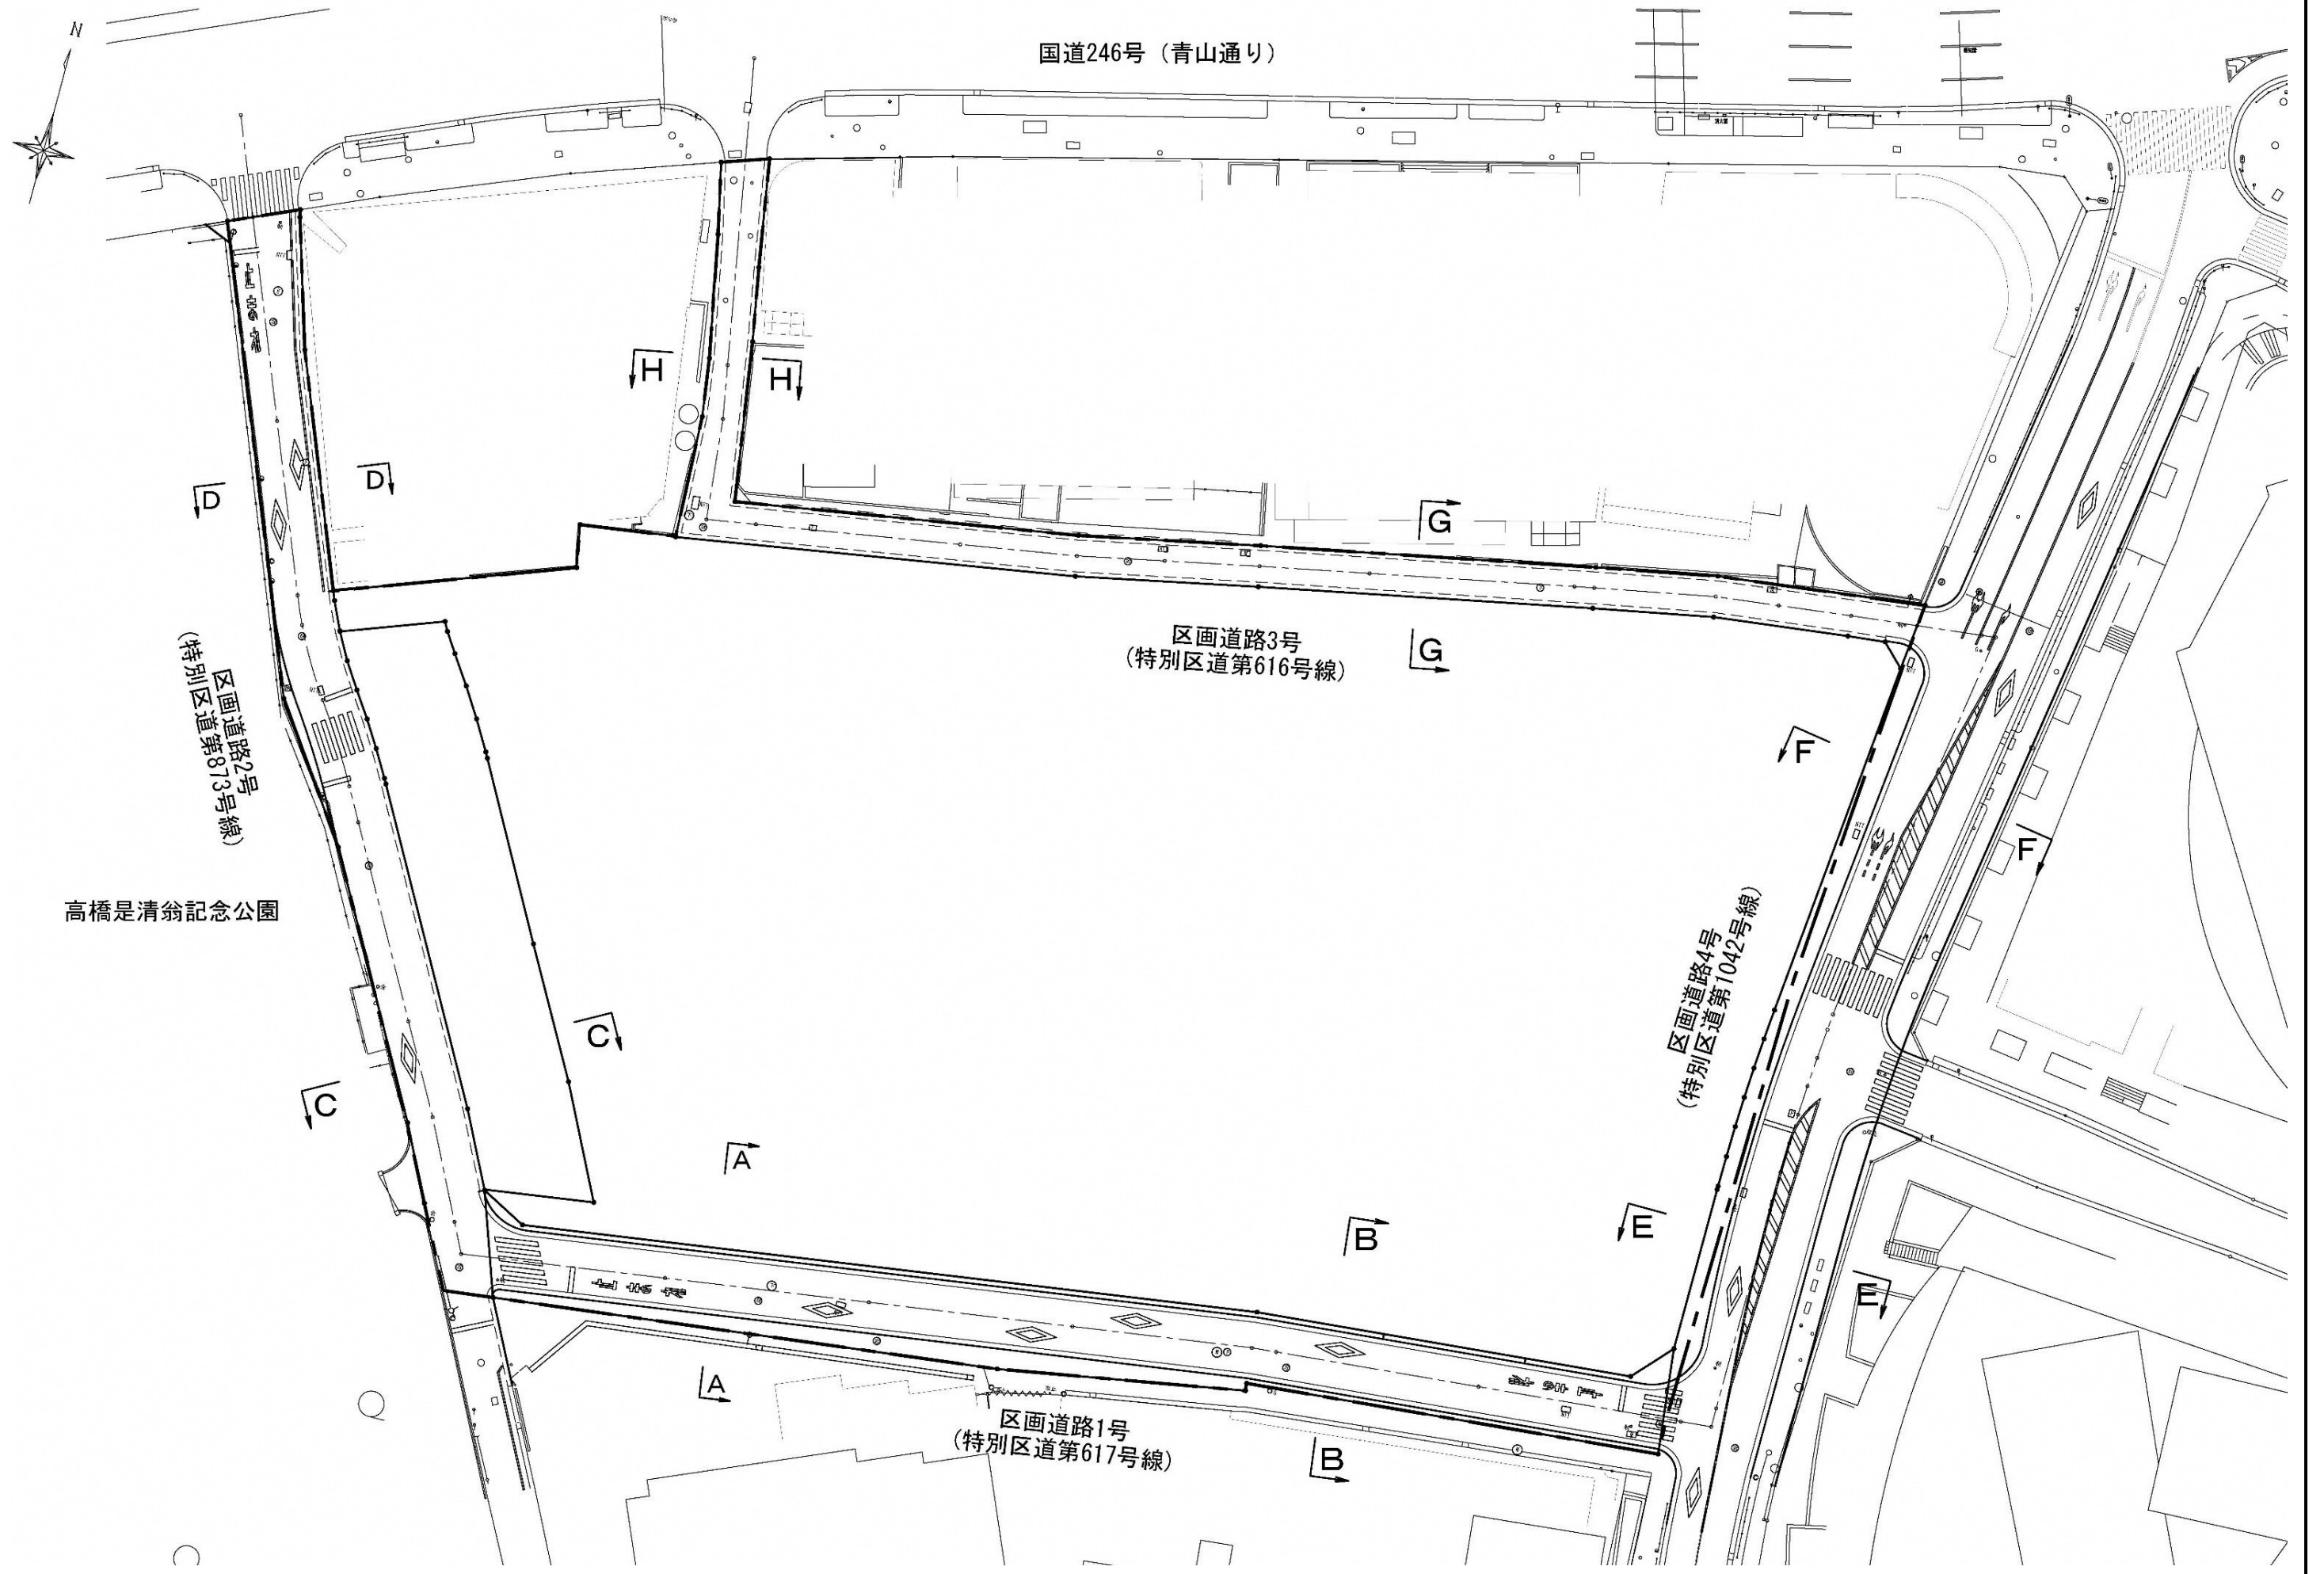 N
国道246号（青山通り）
H
H
D
D
G
区画道路3号
（特別区道第616号線）
G
区画道路2号
（特別区道第873号線）
F
F
高橋是清翁記念公園
区画道路4号
（特別区道第1042号線）
C
C
A
B
E
E
A
区画道路1号
（特別区道第617号線）
B